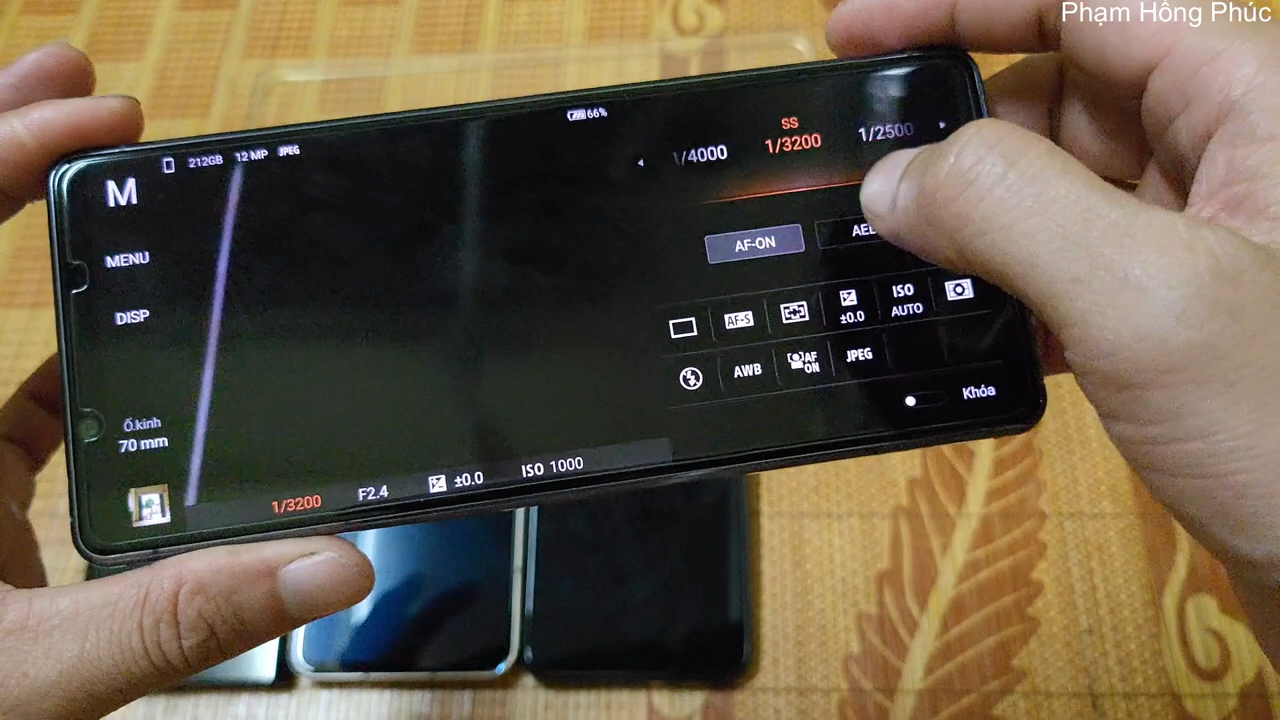 Phạm Hồng Phúc
66%
212GB 12 MP JPEG
SS
1/4000 1/3200 1/2500
M
AF-ON
MENU
DISP
AF-S
±0.0
ISO
AUTO
AWB
AF
ON
JPEG
Khóa
Ố.kính
70 mm
1/3200 F2.4 ±0.0 ISO 1000